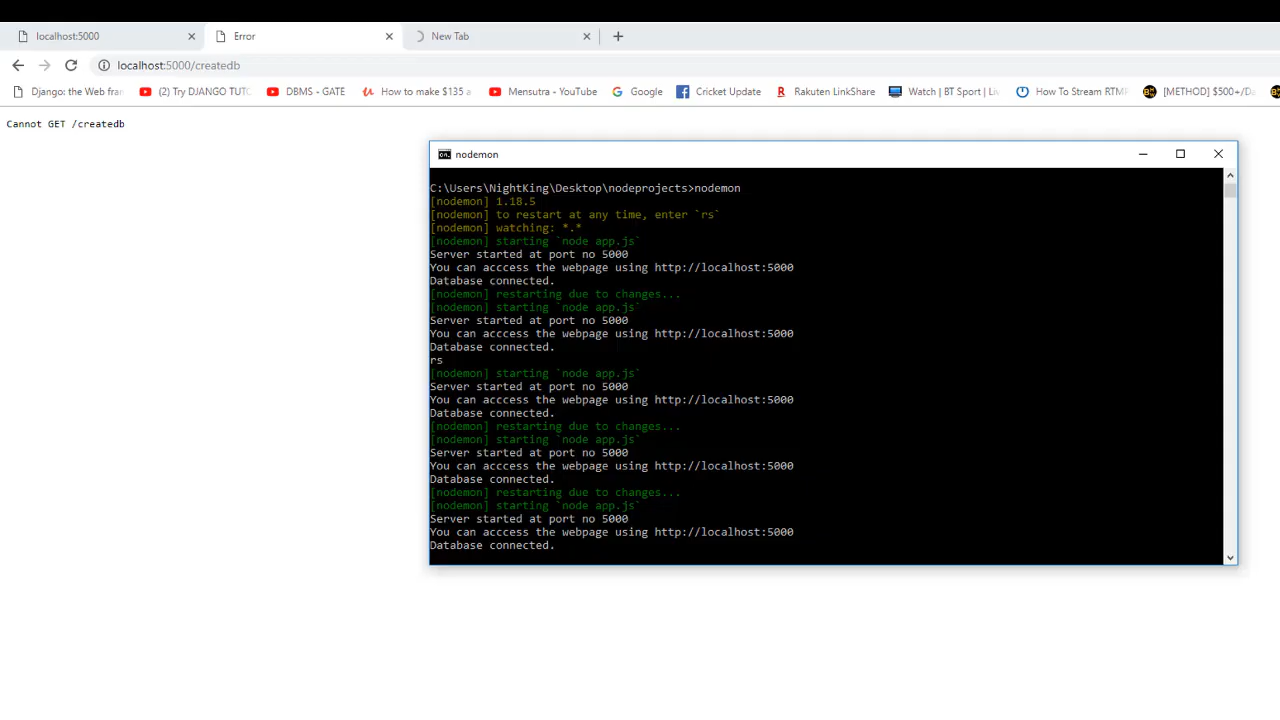 localhost:5000
Error
New Tab
localhost:5000/createdb
Django: the Web fran
(2) Try DJANGO TUTO
DBMS - GATE
How to make $135 a
Mensutra - YouTube
Google
Cricket Update
Rakuten LinkShare
Watch | BT Sport | Liv
How To Stream RTMP
[METHOD] $500+/Da
Cannot GET /createdb
nodemon
C:\Users\NightKing\Desktop\nodeprojects>nodemon
[nodemon] 1.18.5
[nodemon] to restart at any time, enter `rs`
[nodemon] watching: *.*
[nodemon] starting `node app.js`
Server started at port no 5000
You can acccess the webpage using http://localhost:5000
Database connected.
[nodemon] restarting due to changes...
[nodemon] starting `node app.js`
Server started at port no 5000
You can acccess the webpage using http://localhost:5000
Database connected.
rs
[nodemon] starting `node app.js`
Server started at port no 5000
You can acccess the webpage using http://localhost:5000
Database connected.
[nodemon] restarting due to changes...
[nodemon] starting `node app.js`
Server started at port no 5000
You can acccess the webpage using http://localhost:5000
Database connected.
[nodemon] restarting due to changes...
[nodemon] starting `node app.js`
Server started at port no 5000
You can acccess the webpage using http://localhost:5000
Database connected.